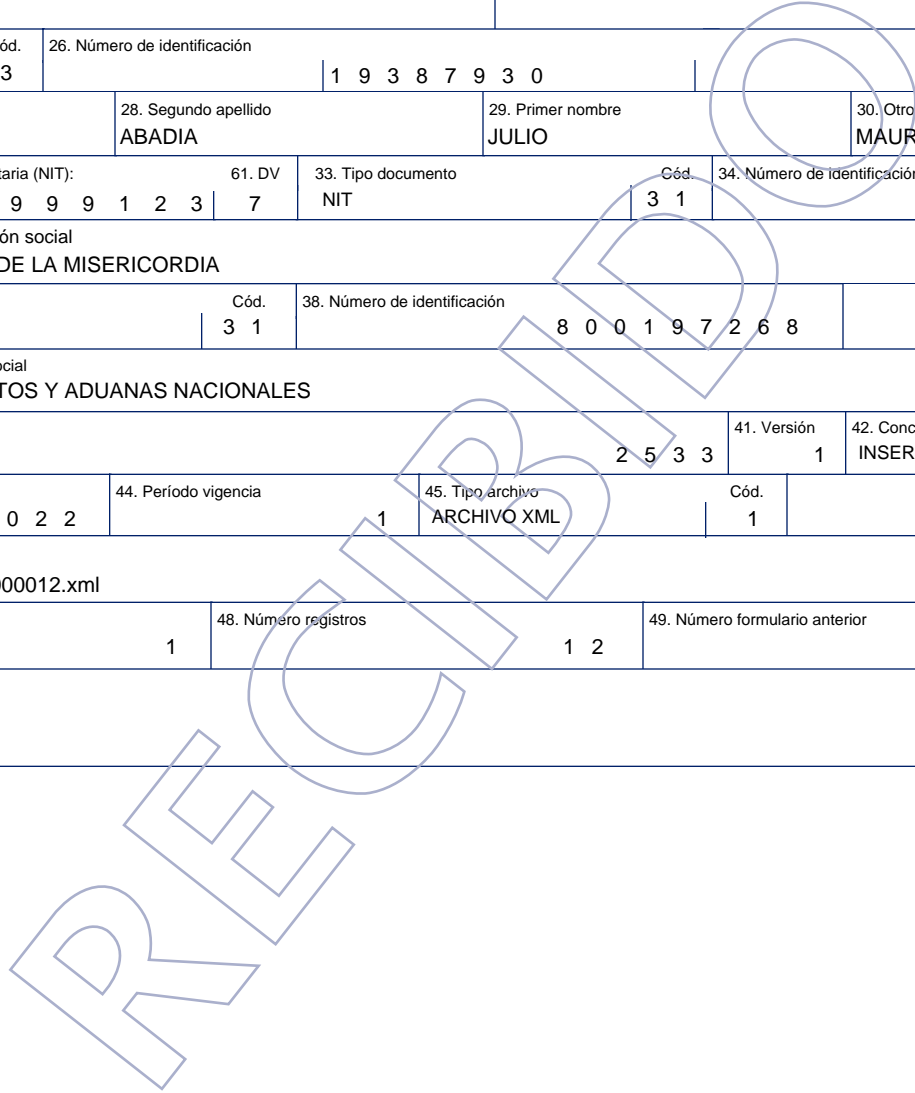 ód. 26. Número de identificación
3 1 9 3 8 7 9 3 0
28. Segundo apellido 29. Primer nombre 30. Otro
ABADIA JULIO MAUR
taria (NIT): 61. DV 33. Tipo documento Cód. 34. Número de identificación
9 9 9 1 2 3 7 NIT 3 1
ón social
DE LA MISERICORDIA
Cód. 38. Número de identificación
3 1 8 0 0 1 9 7 2 6 8
ocial
TOS Y ADUANAS NACIONALES
41. Versión 42. Conc
2 5 3 3 1 INSER
44. Período vigencia 45. Tipo archivo Cód.
0 2 2 1 ARCHIVO XML 1
000012.xml
48. Número registros 49. Número formulario anterior
1 1 2
RECIBIDO